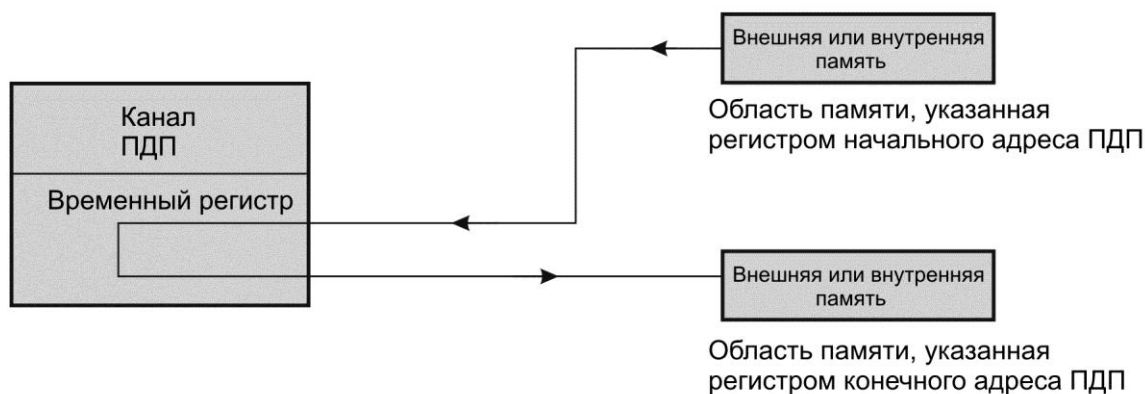 Канал
ПДП
Временный регистр
Внешняя или внутренняя
память
Область памяти, указанная
регистром начального адреса ПДП
Внешняя или внутренняя
память
Область памяти, указанная
регистром конечного адреса ПДП